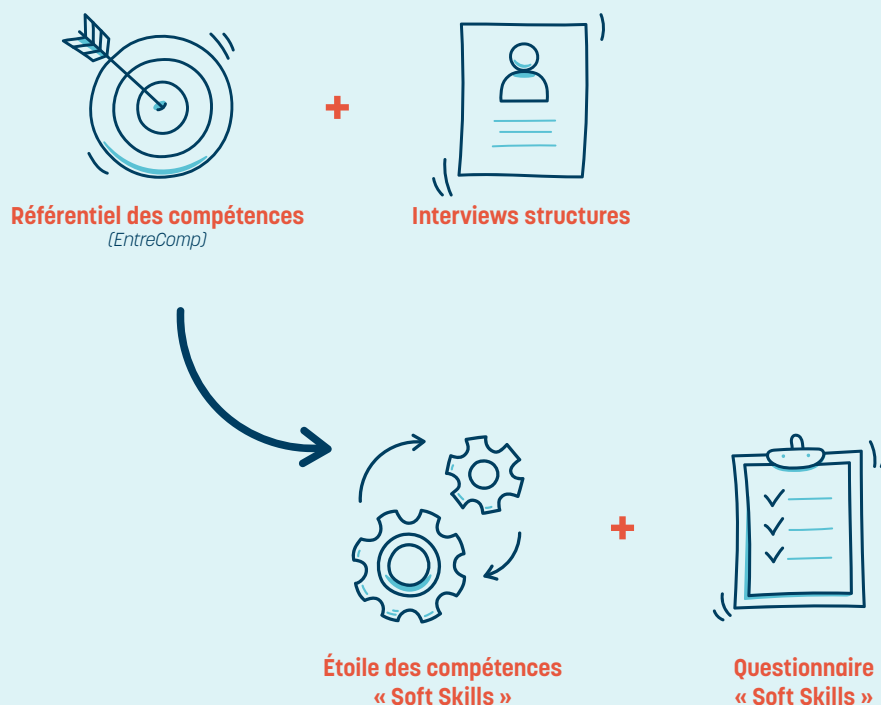 Référentiel des compétences
(EntreComp)
Interviews structures
Étoile des compétences
« Soft Skills »
Questionnaire
« Soft Skills »